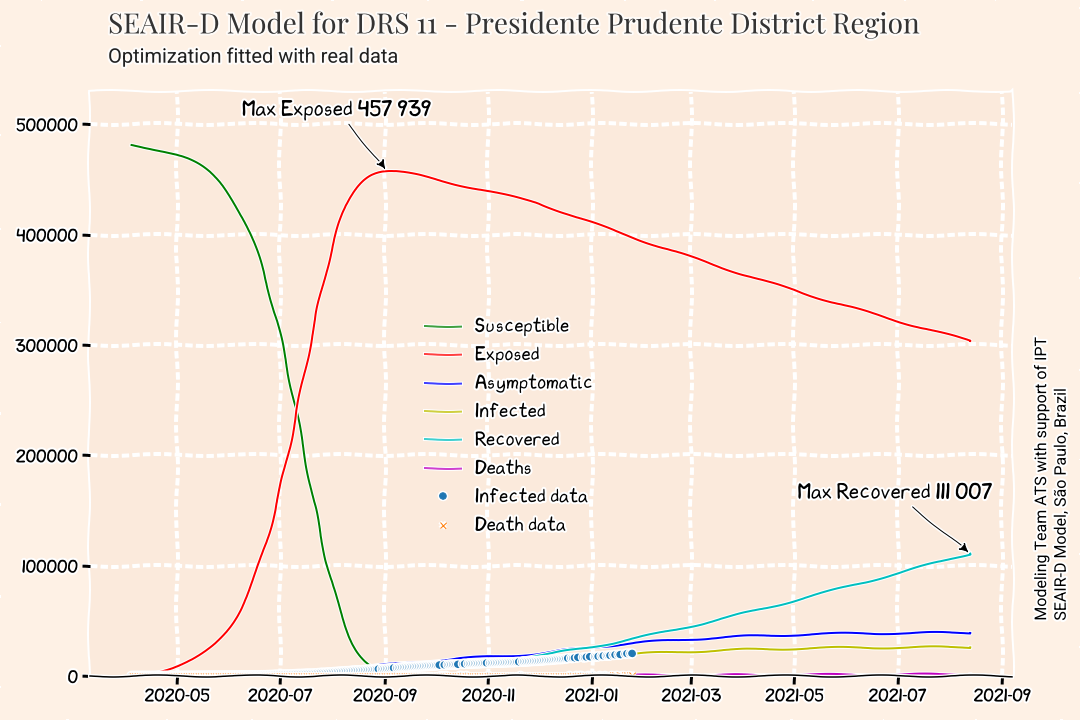 SEAIR-D Model for DRS 11 - Presidente Prudente District Region
Optimization fitted with real data
Max Exposed 457 939
500000
400000
300000
200000
100000
0
Susceptible
Exposed
Asymptomatic
Infected
Recovered
Deaths
Infected data
Death data
Max Recovered 111 007
2020-05
2020-07
2020-09
2020-11
2021-01
2021-03
2021-05
2021-07
2021-09
Modeling Team ATS with support of IPT
SEAIR-D Model, São Paulo, Brazil